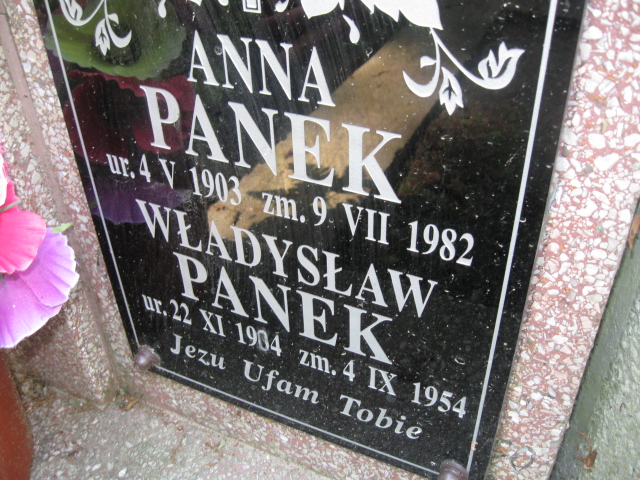 ANNA
PANEK
ur. 4 V 1903 zm. 9 VII 1982
WŁADYSŁAW
PANEK
ur. 22 XI 1904 zm. 4 IX 1954
Jezu Ufam Tobie